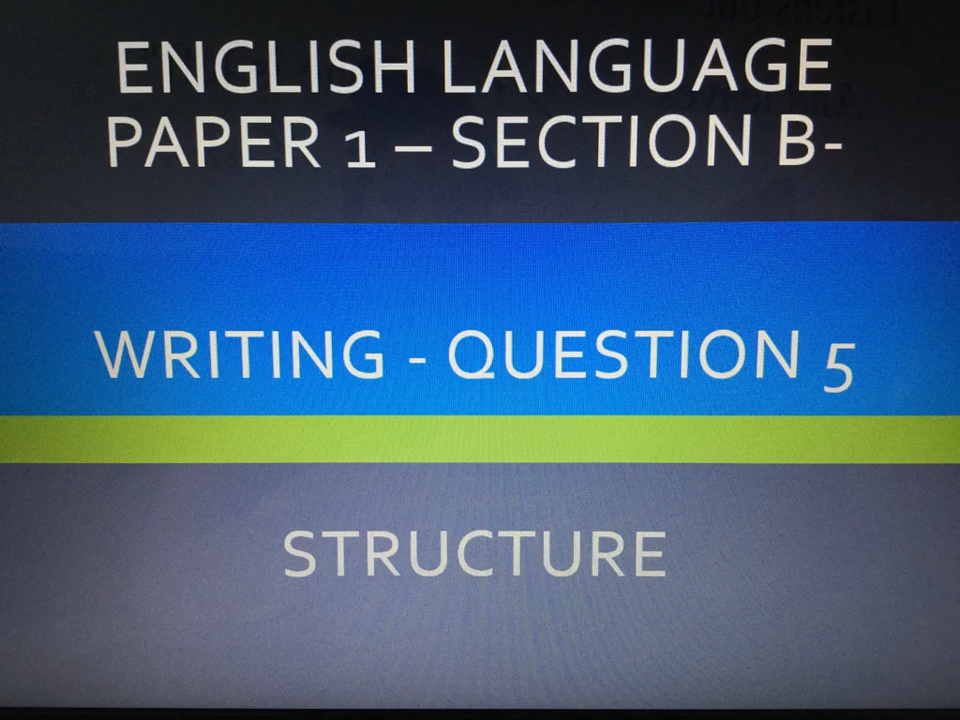 ENGLISH LANGUAGE
PAPER 1 – SECTION B-
WRITING - QUESTION 5
STRUCTURE